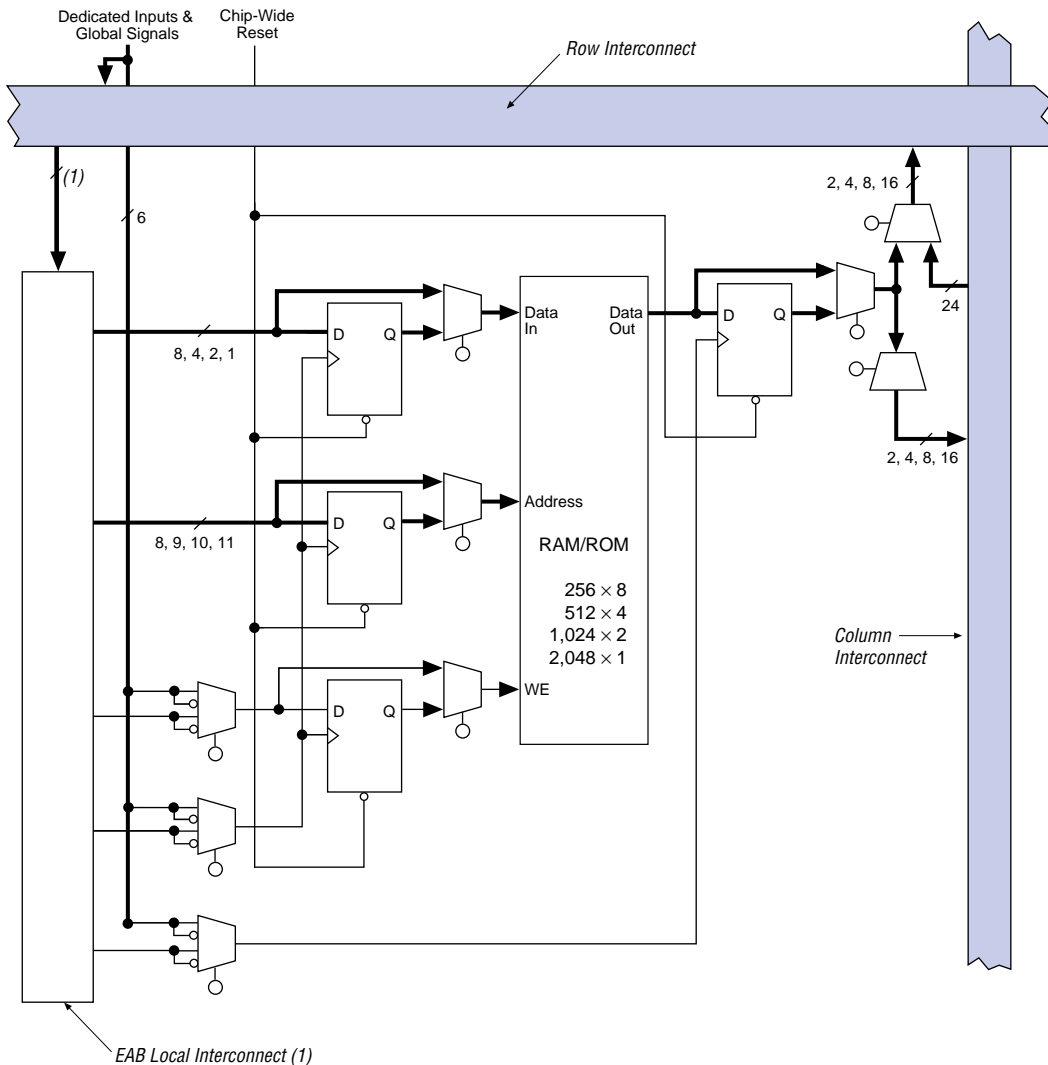 Dedicated Inputs &
Global Signals
Chip-Wide
Reset
Row Interconnect
(1)
6
2, 4, 8, 16
24
D
Q
8, 4, 2, 1
Data
In
Data
Out
D
Q
2, 4, 8, 16
D
Q
8, 9, 10, 11
Address
RAM/ROM
256 × 8
512 × 4
1,024 × 2
2,048 × 1
Column
Interconnect
D
Q
WE
EAB Local Interconnect (1)